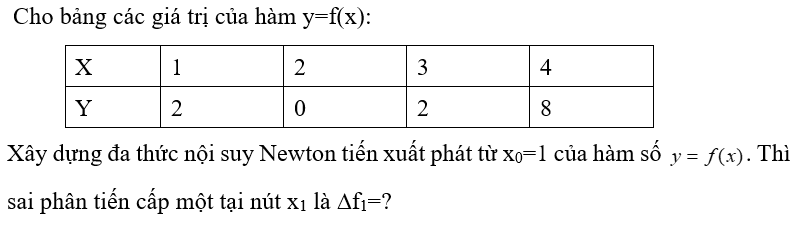 Cho bảng các giá trị của hàm y=f(x):
X 1 2 3 4
Y 2 0 2 8
Xây dựng đa thức nội suy Newton tiến xuất phát từ x₀=1 của hàm số y = f(x). Thì
sai phân tiến cấp một tại nút x₁ là Δf₁=?